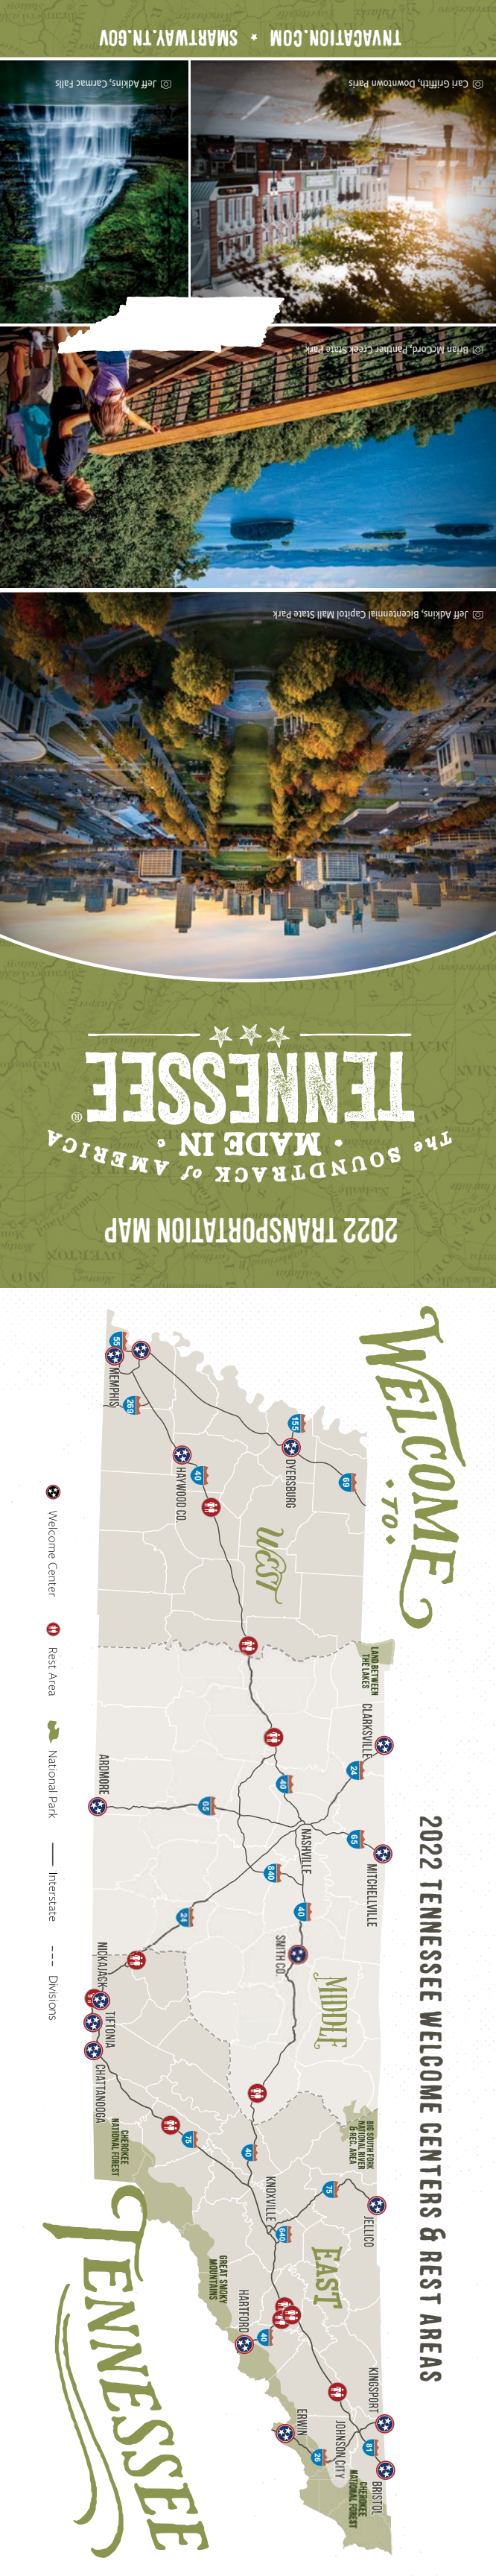 2022 TRANSPORTATION MAP
The SOUNDTRACK of AMERICA
• MADE IN •
TENNESSEE®
Jeff Adkins, Bicentennial Capitol Mall State Park
Brian McCord, Panther Creek State Park
Cari Griffith, Downtown Paris
Jeff Adkins, Carmac Falls
TNVACATION.COM ★ SMARTWAY.TN.GOV
WELCOME
• TO •
TENNESSEE
2022 TENNESSEE WELCOME CENTERS & REST AREAS
WEST
MIDDLE
EAST
LAND BETWEEN
THE LAKES
CLARKSVILLE
MITCHELLVILLE
BIG SOUTH FORK
NATIONAL RIVER
& REC. AREA
JELLICO
KINGSPORT
BRISTOL
JOHNSON CITY
CHEROKEE
NATIONAL FOREST
ERWIN
69
155
DYERSBURG
24
65
NASHVILLE
40
SMITH CO.
75
81
26
640
KNOXVILLE
40
HARTFORD
40
GREAT SMOKY
MOUNTAINS
40
840
HAYWOOD CO.
40
65
24
75
55
MEMPHIS
269
ARDMORE
NICKAJACK
TIFTONIA
CHATTANOOGA
CHEROKEE
NATIONAL FOREST
Welcome Center
Rest Area
National Park
Interstate
Divisions